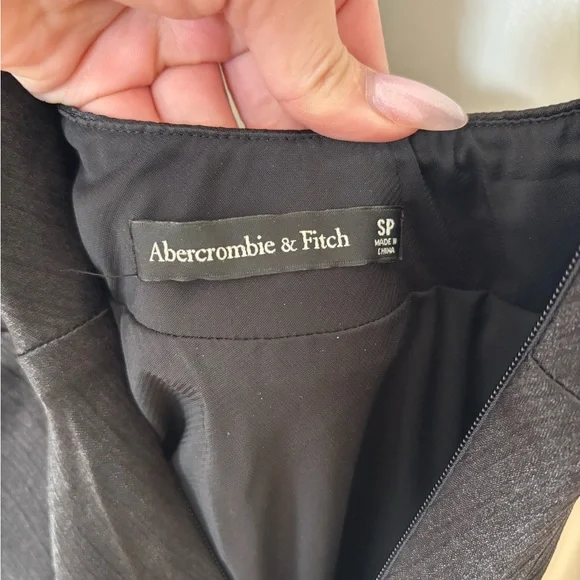 Abercrombie & Fitch
SP
MADE IN
CHINA